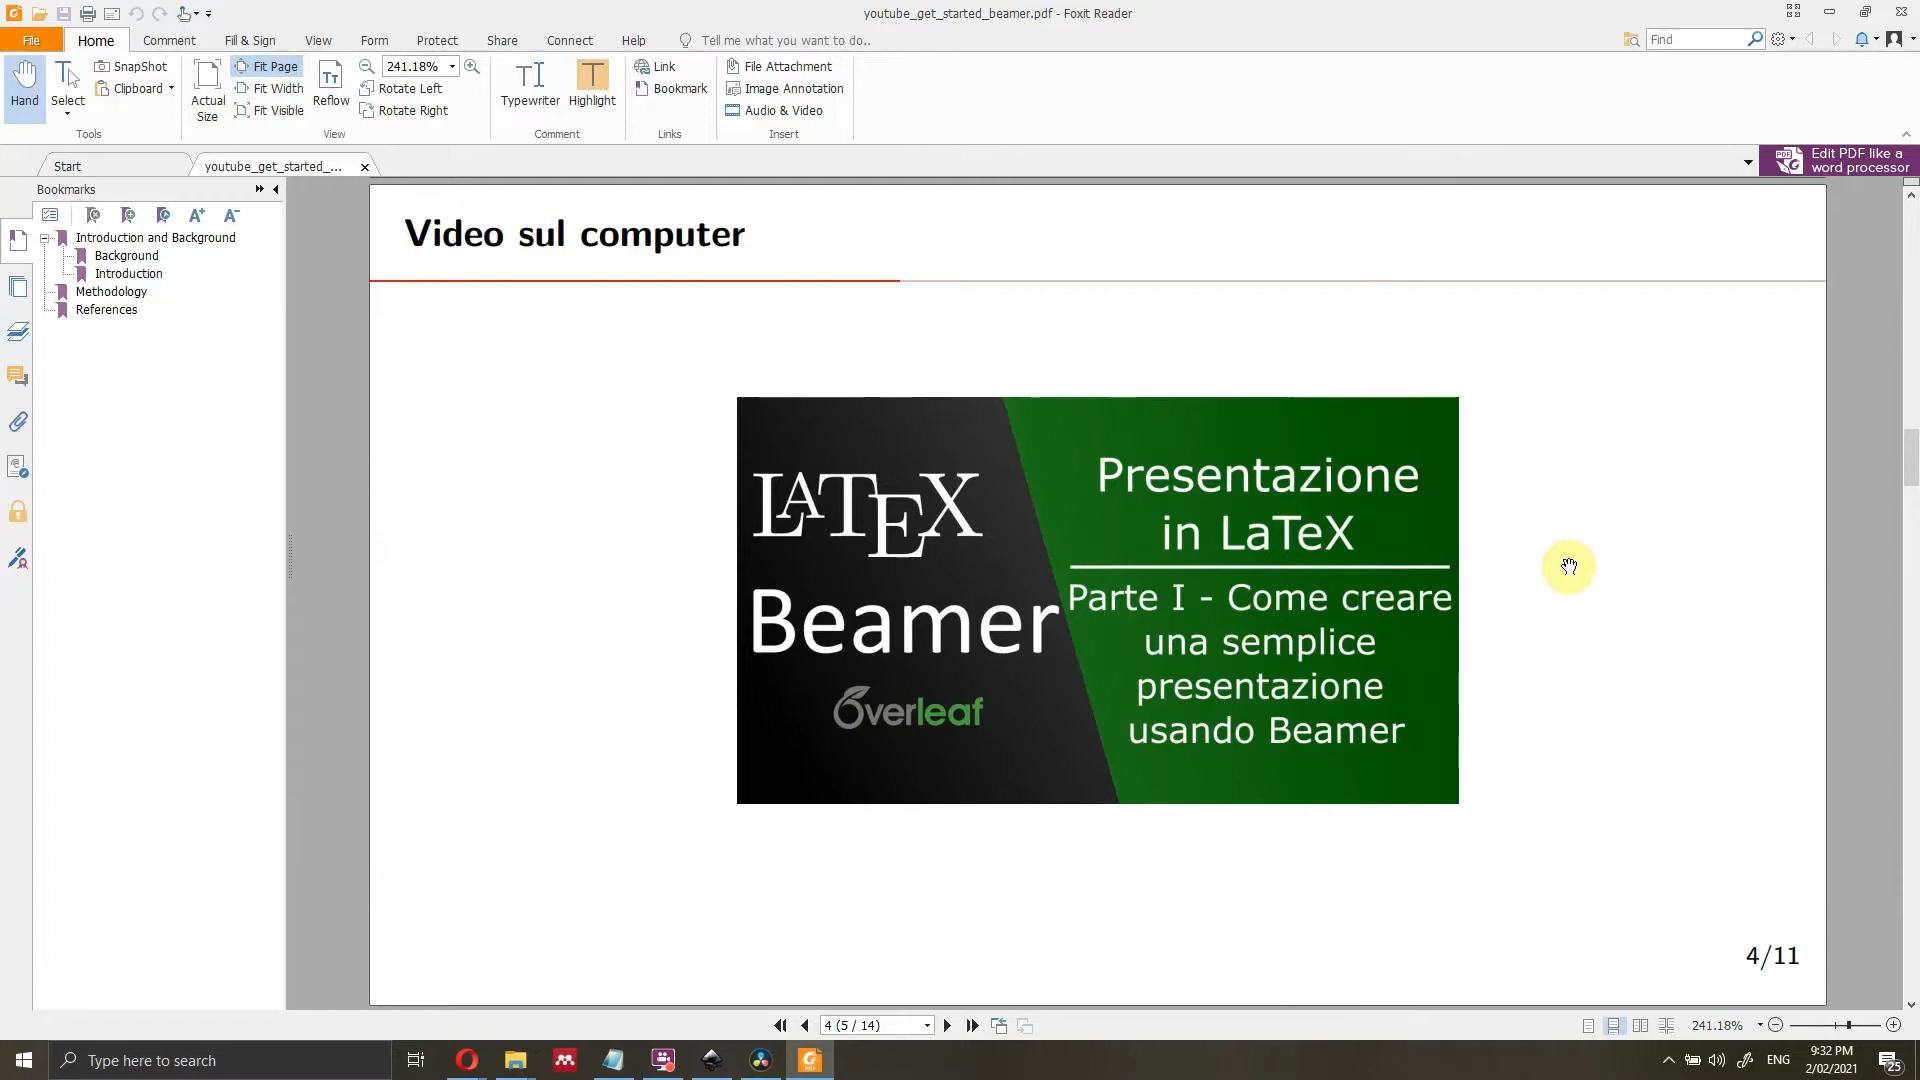 youtube_get_started_beamer.pdf - Foxit Reader
File Home Comment Fill & Sign View Form Protect Share Connect Help Tell me what you want to do.. Find
Hand
Select
SnapShot
Clipboard
Tools
Actual
Size
Fit Page
Fit Width
Fit Visible
Reflow
241.18%
Rotate Left
Rotate Right
View
Typewriter
Highlight
Comment
Link
Bookmark
Links
File Attachment
Image Annotation
Audio & Video
Insert
Start
youtube_get_started_...
Edit PDF like a
word processor
Bookmarks
Introduction and Background
Background
Introduction
Methodology
References
Video sul computer
LATEX
Beamer
Overleaf
Presentazione
in LaTeX
Parte I - Come creare
una semplice
presentazione
usando Beamer
4/11
4 (5 / 14)
241.18%
Type here to search
ENG
9:32 PM
2/02/2021
25